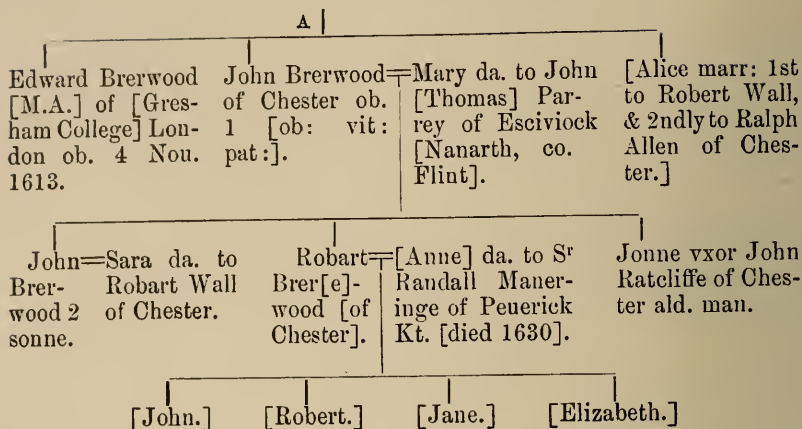 A
Edward Brerwood
[M.A.] of [Gres-
ham College] Lon-
don ob. 4 Nou.
1613.
John Brerwood=
of Chester ob.
1 [ob: vit:
pat:].
Mary da. to John
[Thomas] Par-
rey of Esciviock
[Nanarth, co.
Flint].
[Alice marr: 1st
to Robert Wall,
& 2ndly to Ralph
Allen of Ches-
ter.]
John=
Brer-
wood 2
sonne.
Sara da. to
Robart Wall
of Chester.
Robart=
Brer[e]-
wood [of
Chester].
[Anne] da. to Sr
Randall Maner-
inge of Peuerick
Kt. [died 1630].
Jonne vxor John
Ratcliffe of Ches-
ter ald. man.
[John.]
[Robert.]
[Jane.]
[Elizabeth.]